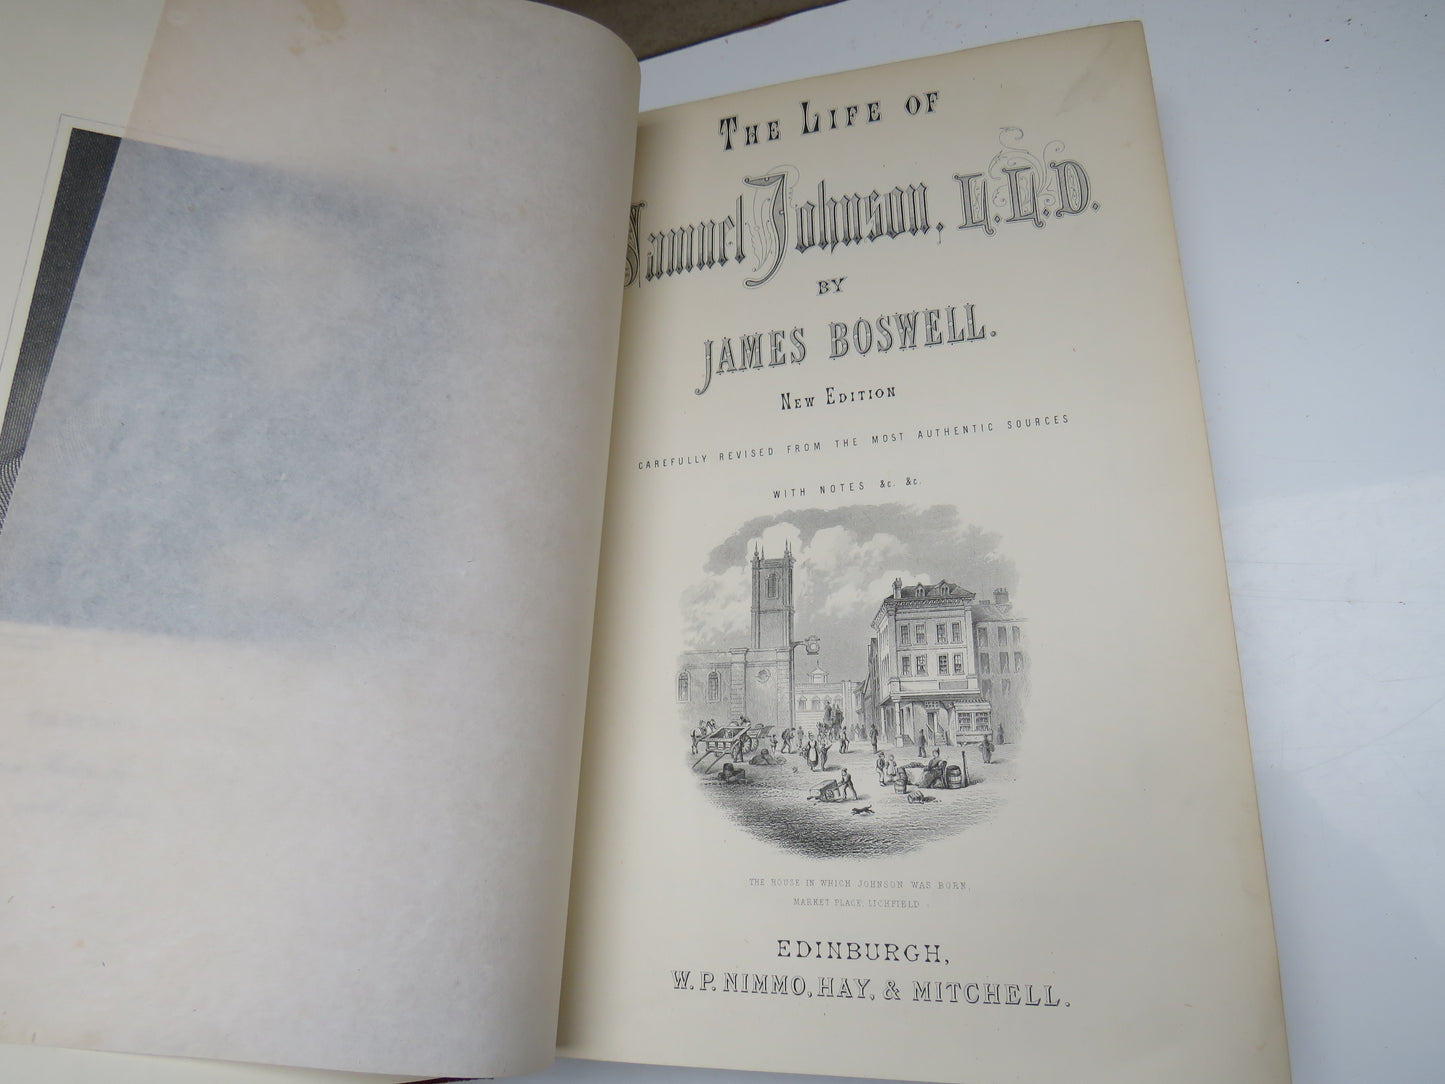 THE LIFE OF
Samuel Johnson, L.L.D.
BY
JAMES BOSWELL.
NEW EDITION
CAREFULLY REVISED FROM THE MOST AUTHENTIC SOURCES
WITH NOTES &c. &c.
THE HOUSE IN WHICH JOHNSON WAS BORN,
MARKET PLACE, LICHFIELD
EDINBURGH,
W. P. NIMMO, HAY, & MITCHELL.